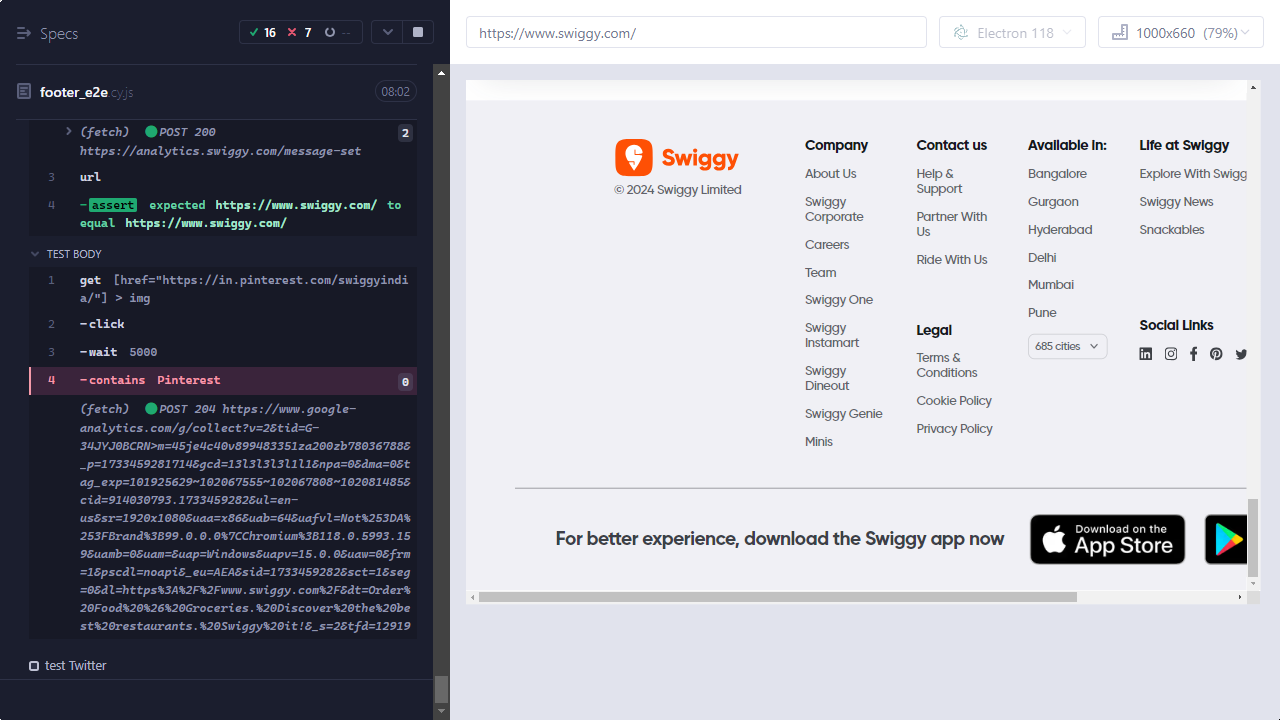 Specs
16
7
--
footer_e2e.cy.js
08:02
(fetch) POST 200
2
https://analytics.swiggy.com/message-set
3 url
4 -assert expected https://www.swiggy.com/ to
equal https://www.swiggy.com/
TEST BODY
1 get [href="https://in.pinterest.com/swiggyindi
a/"] > img
2 -click
3 -wait 5000
4 -contains Pinterest
0
(fetch) POST 204 https://www.google-
analytics.com/g/collect?v=2&tid=G-
34JYJ0BCRN>m=45je4c40v899483351za200zb78036788&
_p=1733459281714&gcd=13l3l3l3l1l1&npa=0&dma=0&t
ag_exp=101925629~102067555~102067808~102081485&
cid=914030793.1733459282&ul=en-
us&sr=1920x1080&uaa=x86&uab=64&uafvl=Not%253DA%
253FBrand%3B99.0.0.0%7CChromium%3B118.0.5993.15
9&uamb=0&uam=&uap=Windows&uapv=15.0.0&uaw=0&frm
=1&pscdl=noapi&_eu=AEA&sid=1733459282&sct=1&seg
=0&dl=https%3A%2F%2Fwww.swiggy.com%2F&dt=Order%
20Food%20%26%20Groceries.%20Discover%20the%20be
st%20restaurants.%20Swiggy%20it!&_s=2&tfd=12919
test Twitter
https://www.swiggy.com/
Electron 118
1000x660 (79%)
Swiggy
© 2024 Swiggy Limited
Company
About Us
Swiggy
Corporate
Careers
Team
Swiggy One
Swiggy
Instamart
Swiggy
Dineout
Swiggy Genie
Minis
Contact us
Help &
Support
Partner With
Us
Ride With Us
Legal
Terms &
Conditions
Cookie Policy
Privacy Policy
Available in:
Bangalore
Gurgaon
Hyderabad
Delhi
Mumbai
Pune
685 cities
Life at Swiggy
Explore With Swigg
Swiggy News
Snackables
Social Links
For better experience, download the Swiggy app now
Download on the
App Store